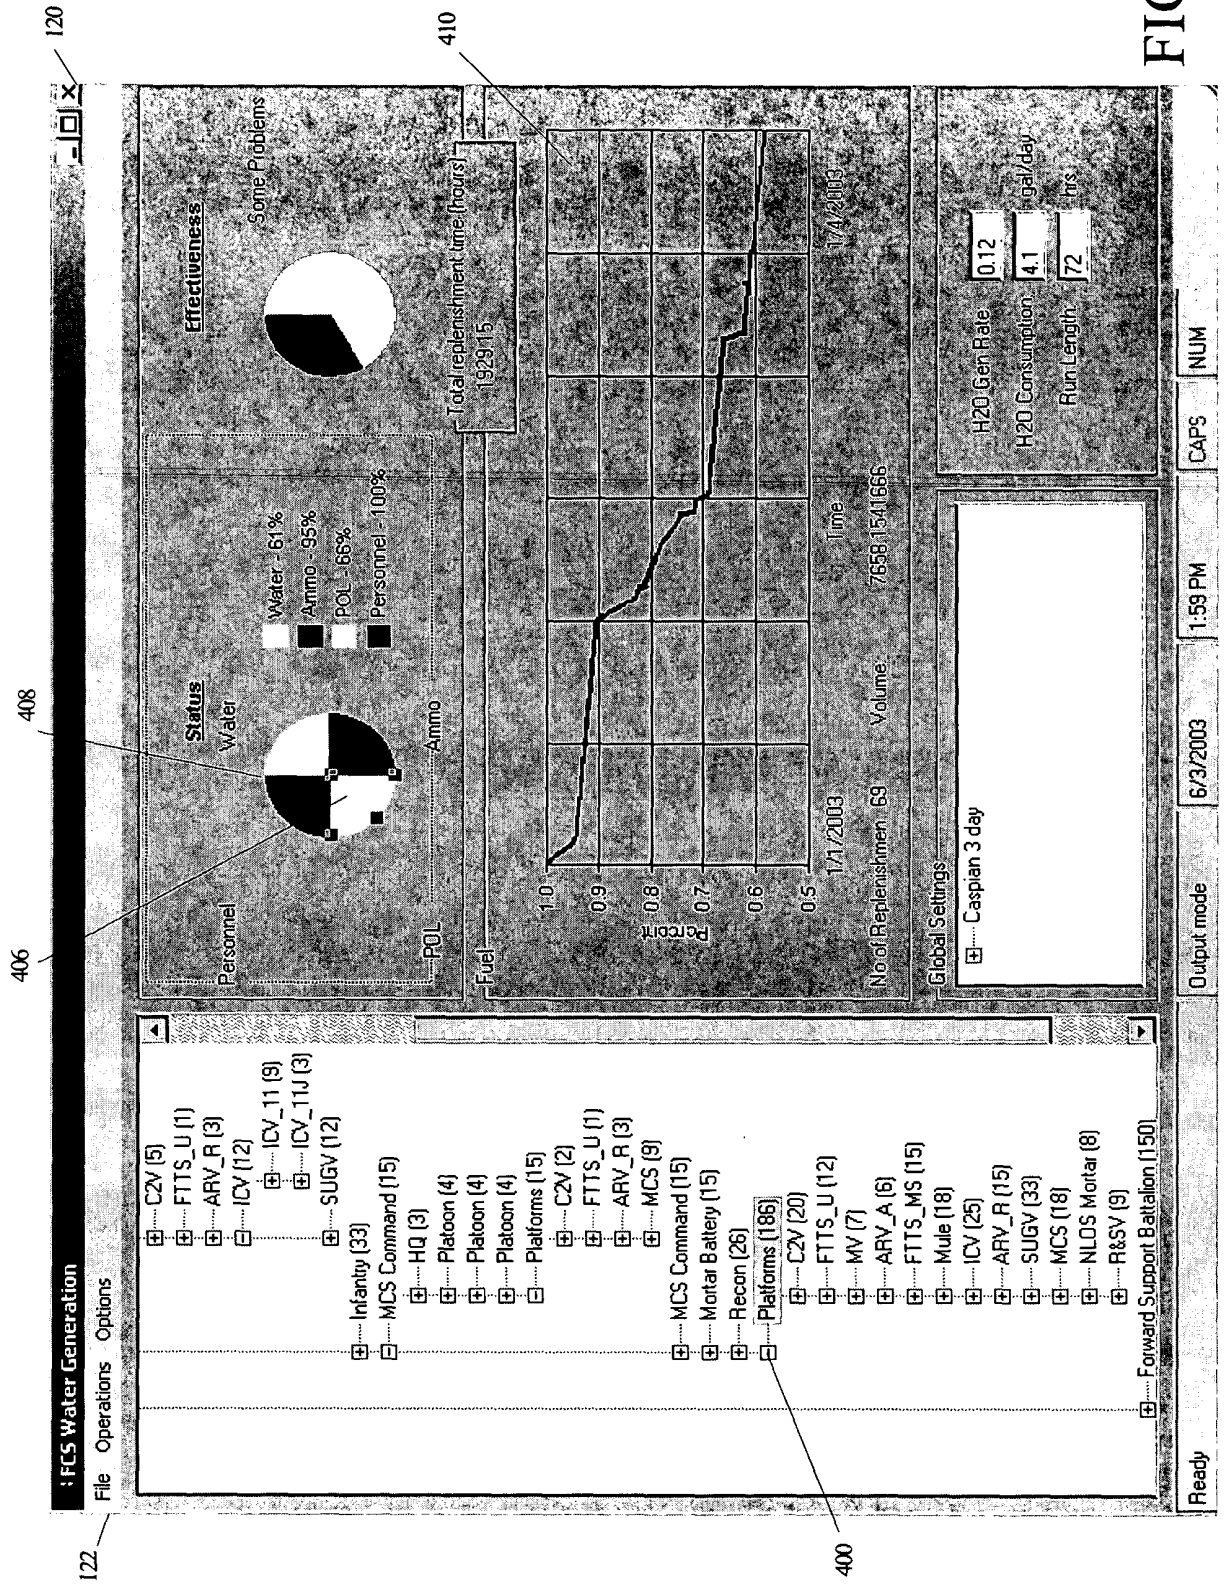 120
122
: FCS Water Generation
File Operations Options
C2V (5)
FTTS_U (1)
ARV_R (3)
ICV (12)
ICV_11 (9)
ICV_11J (3)
SUGV (12)
Infantry (33)
MCS Command (15)
HQ (3)
Platoon (4)
Platoon (4)
Platoon (4)
Platforms (15)
C2V (2)
FTTS_U (1)
ARV_R (3)
MCS (9)
MCS Command (15)
Mortar Battery (15)
Recon (26)
Platforms (186)
C2V (20)
FTTS_U (12)
MV (7)
ARV_A (6)
FTTS_MS (15)
Mule (18)
ICV (25)
ARV_R (15)
SUGV (33)
MCS (18)
NLOS Mortar (8)
R&SV (9)
Forward Support Battalion (150)
400
406
408
410
Status
Personnel
Water
POL
Ammo
Water - 61%
Ammo - 95%
POL - 66%
Personnel - 100%
Effectiveness
Some Problems
Total replenishment time (hours)
1929.15
Fuel
Percent
1.0
0.9
0.8
0.7
0.6
0.5
1/1/2003
Time
1/4/2003
No of Replenishmen: 69
Volume:
7658.1541666
Global Settings
Caspian 3 day
H2O Gen Rate 0.12
H2O Consumption 4.1 gal/day
Run Length 72 hrs
Ready
Output mode
6/3/2003
1:59 PM
CAPS
NUM